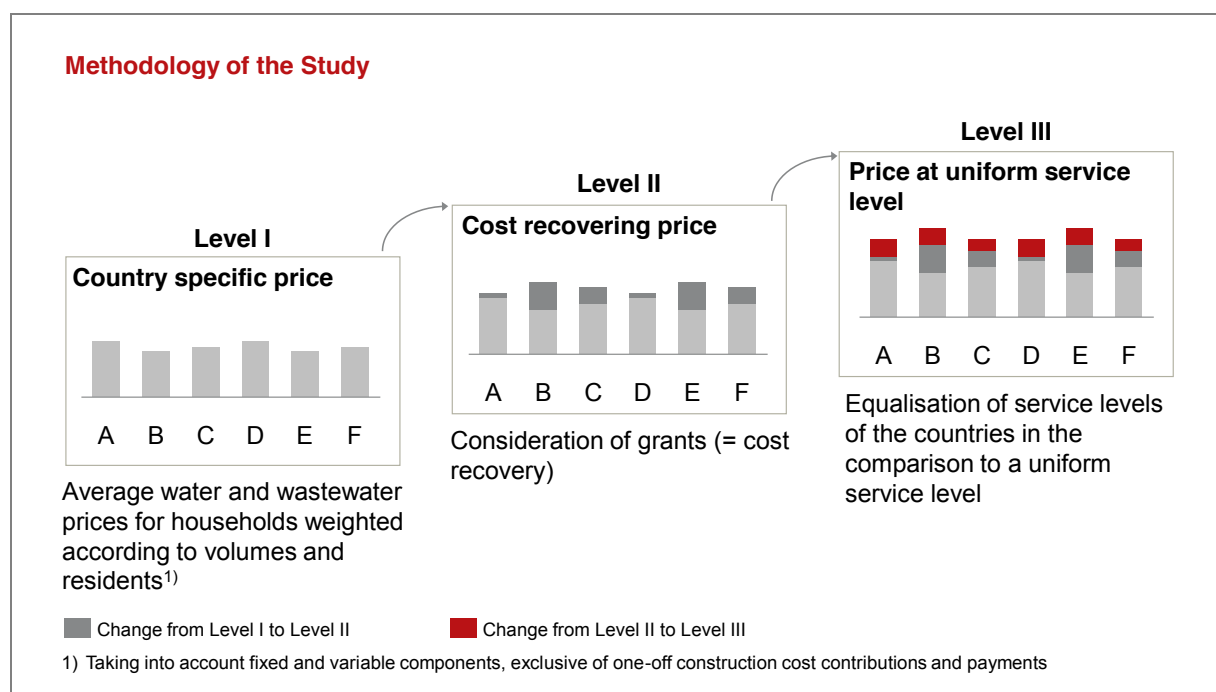 Methodology of the Study
Level I
Country specific price
A B C D E F
Average water and wastewater
prices for households weighted
according to volumes and
residents1)
Level II
Cost recovering price
A B C D E F
Consideration of grants (= cost
recovery)
Level III
Price at uniform service
level
A B C D E F
Equalisation of service levels
of the countries in the
comparison to a uniform
service level
Change from Level I to Level II
Change from Level II to Level III
1) Taking into account fixed and variable components, exclusive of one-off construction cost contributions and payments